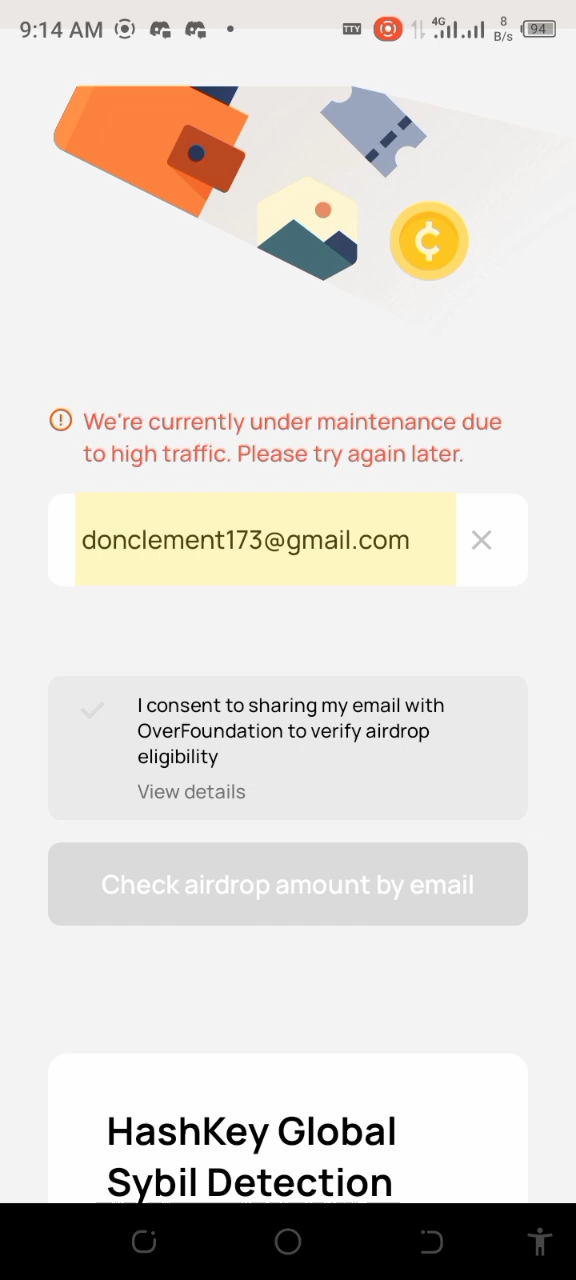 9:14 AM
4G
8
B/s
94
We're currently under maintenance due
to high traffic. Please try again later.
donclement173@gmail.com
I consent to sharing my email with
OverFoundation to verify airdrop
eligibility
View details
Check airdrop amount by email
HashKey Global
Sybil Detection